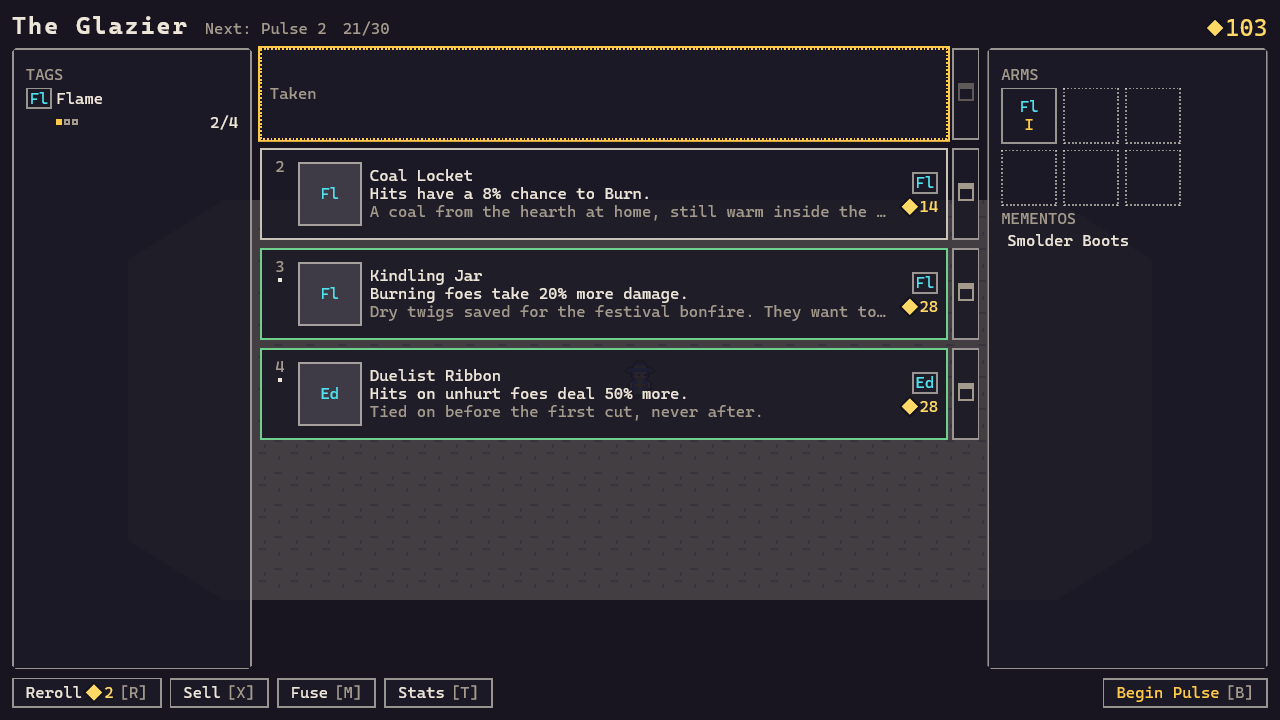 The Glazier
Next: Pulse 2 21/30
103
TAGS
Fl Flame
2/4
Taken
2
Fl
Coal Locket
Hits have a 8% chance to Burn.
A coal from the hearth at home, still warm inside the …
Fl
14
3
Fl
Kindling Jar
Burning foes take 20% more damage.
Dry twigs saved for the festival bonfire. They want to…
Fl
28
4
Ed
Duelist Ribbon
Hits on unhurt foes deal 50% more.
Tied on before the first cut, never after.
Ed
28
ARMS
Fl
I
MEMENTOS
Smolder Boots
Reroll 2 [R]
Sell [X]
Fuse [M]
Stats [T]
Begin Pulse [B]